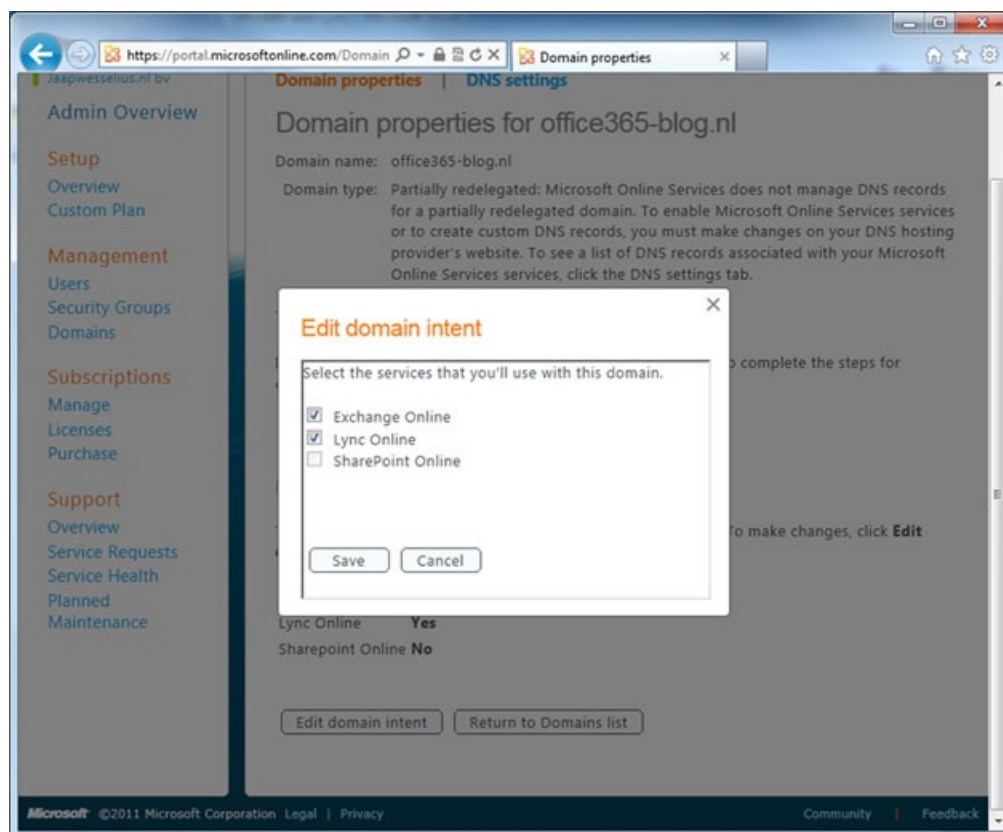 https://portal.microsoftonline.com/Domain
Domain properties
Jaapwesselius.nl bv
Admin Overview
Setup
Overview
Custom Plan
Management
Users
Security Groups
Domains
Subscriptions
Manage
Licenses
Purchase
Support
Overview
Service Requests
Service Health
Planned
Maintenance
Domain properties | DNS settings
Domain properties for office365-blog.nl
Domain name: office365-blog.nl
Domain type: Partially redelegated: Microsoft Online Services does not manage DNS records
for a partially redelegated domain. To enable Microsoft Online Services services
or to create custom DNS records, you must make changes on your DNS hosting
provider's website. To see a list of DNS records associated with your Microsoft
Online Services services, click the DNS settings tab.
Edit domain intent
Select the services that you'll use with this domain.
Exchange Online
Lync Online
SharePoint Online
Save Cancel
complete the steps for
To make changes, click Edit
Lync Online Yes
Sharepoint Online No
Edit domain intent Return to Domains list
Microsoft ©2011 Microsoft Corporation Legal | Privacy Community | Feedback